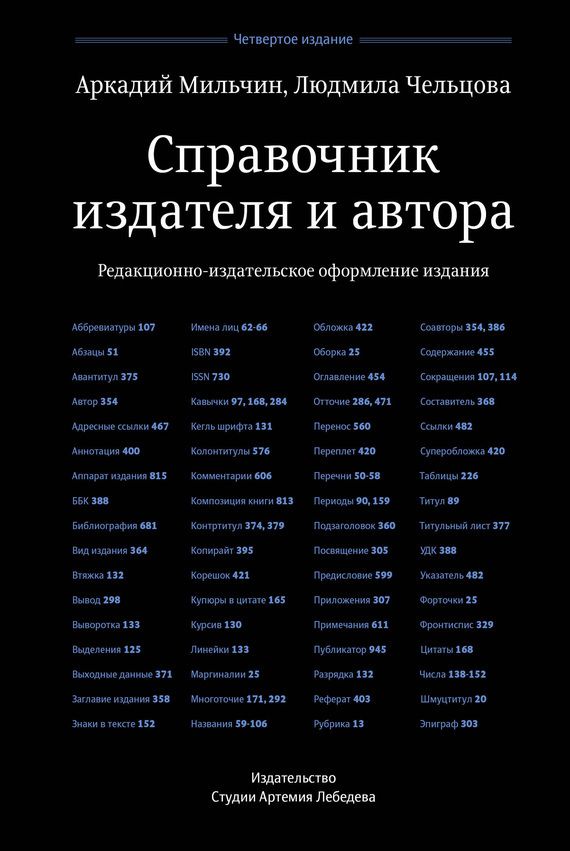 Четвертое издание
Аркадий Мильчин, Людмила Чельцова
Справочник
издателя и автора
Редакционно-издательское оформление издания
Аббревиатуры 107
Абзацы 51
Авантитул 375
Автор 354
Адресные ссылки 467
Аннотация 400
Аппарат издания 815
ББК 388
Библиография 681
Вид издания 364
Втяжка 132
Вывод 298
Выворотка 133
Выделения 125
Выходные данные 371
Заглавие издания 358
Знаки в тексте 152
Имена лиц 62-66
ISBN 392
ISSN 730
Кавычки 97, 168, 284
Кегль шрифта 131
Колонтитулы 576
Комментарии 606
Композиция книги 813
Контртитул 374, 379
Копирайт 395
Корешок 421
Купюры в цитате 165
Курсив 130
Линейки 133
Маргиналии 25
Многоточие 171, 292
Названия 59-106
Обложка 422
Оборка 25
Оглавление 454
Отточие 286, 471
Перенос 560
Переплет 420
Перечни 50-58
Периоды 90, 159
Подзаголовок 360
Посвящение 305
Предисловие 599
Приложения 307
Примечания 611
Публикатор 945
Разрядка 132
Реферат 403
Рубрика 13
Соавторы 354, 386
Содержание 455
Сокращения 107, 114
Составитель 368
Ссылки 482
Суперобложка 420
Таблицы 226
Титул 89
Титульный лист 377
УДК 388
Указатель 482
Форточки 25
Фронтиспис 329
Цитаты 168
Числа 138-152
Шмуцтитул 20
Эпиграф 303
Издательство
Студии Артемия Лебедева